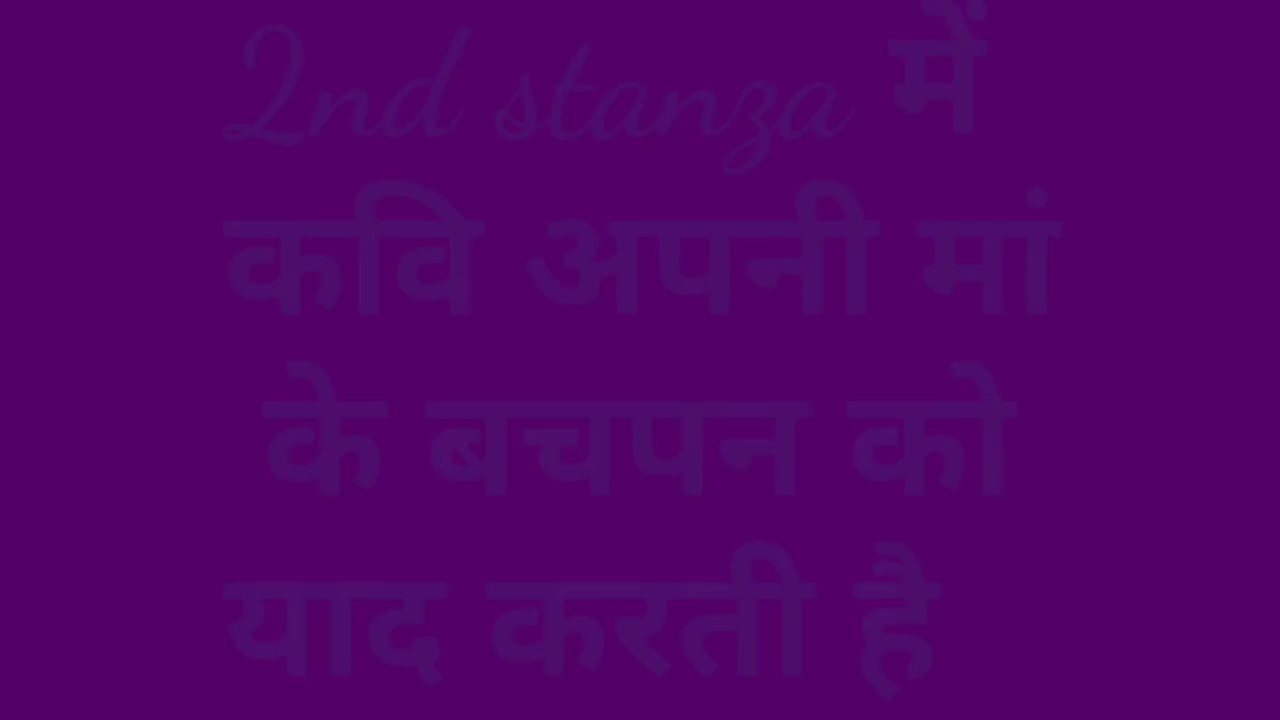 2nd stanza में
कवि अपनी मां
के बचपन को
याद करती है